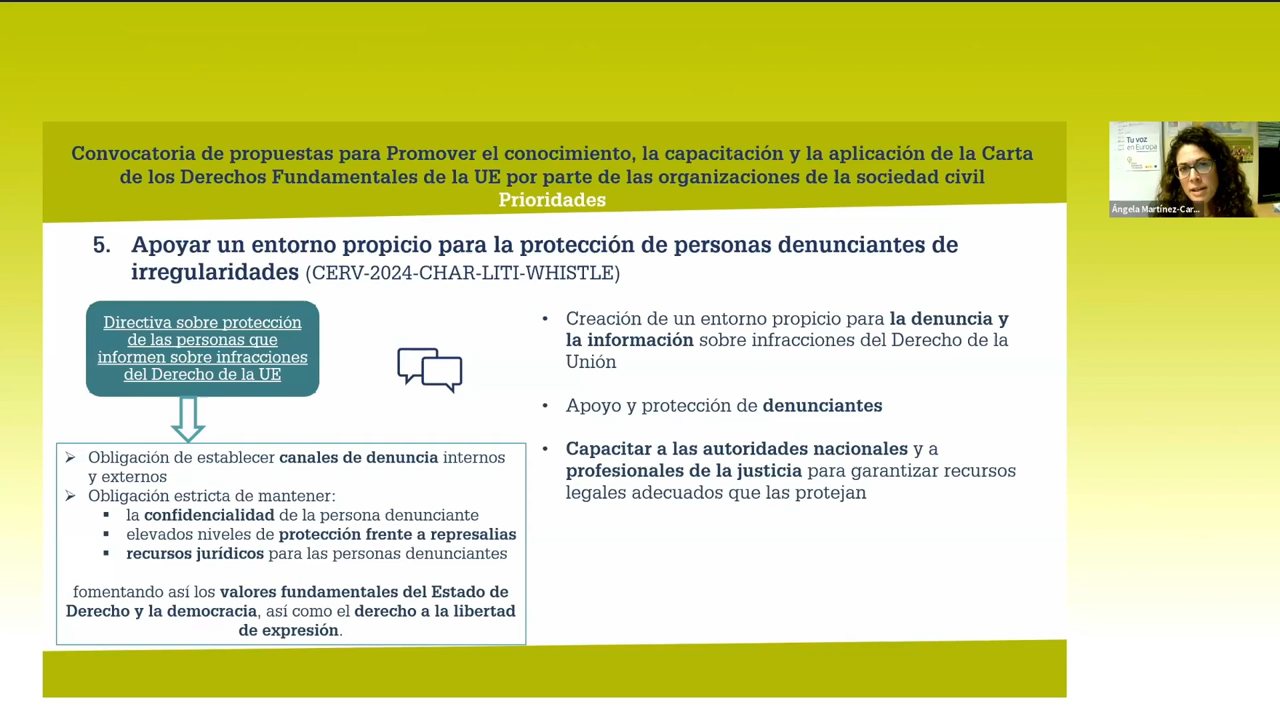 Convocatoria de propuestas para Promover el conocimiento, la capacitación y la aplicación de la Carta
de los Derechos Fundamentales de la UE por parte de las organizaciones de la sociedad civil
Prioridades
5. Apoyar un entorno propicio para la protección de personas denunciantes de
irregularidades (CERV-2024-CHAR-LITI-WHISTLE)
Directiva sobre protección
de las personas que
informen sobre infracciones
del Derecho de la UE
➢ Obligación de establecer canales de denuncia internos
y externos
➢ Obligación estricta de mantener:
▪ la confidencialidad de la persona denunciante
▪ elevados niveles de protección frente a represalias
▪ recursos jurídicos para las personas denunciantes
fomentando así los valores fundamentales del Estado de
Derecho y la democracia, así como el derecho a la libertad
de expresión.
• Creación de un entorno propicio para la denuncia y
la información sobre infracciones del Derecho de la
Unión
• Apoyo y protección de denunciantes
• Capacitar a las autoridades nacionales y a
profesionales de la justicia para garantizar recursos
legales adecuados que las protejan
Tu voz
en Europa
Ángela Martínez-Car...